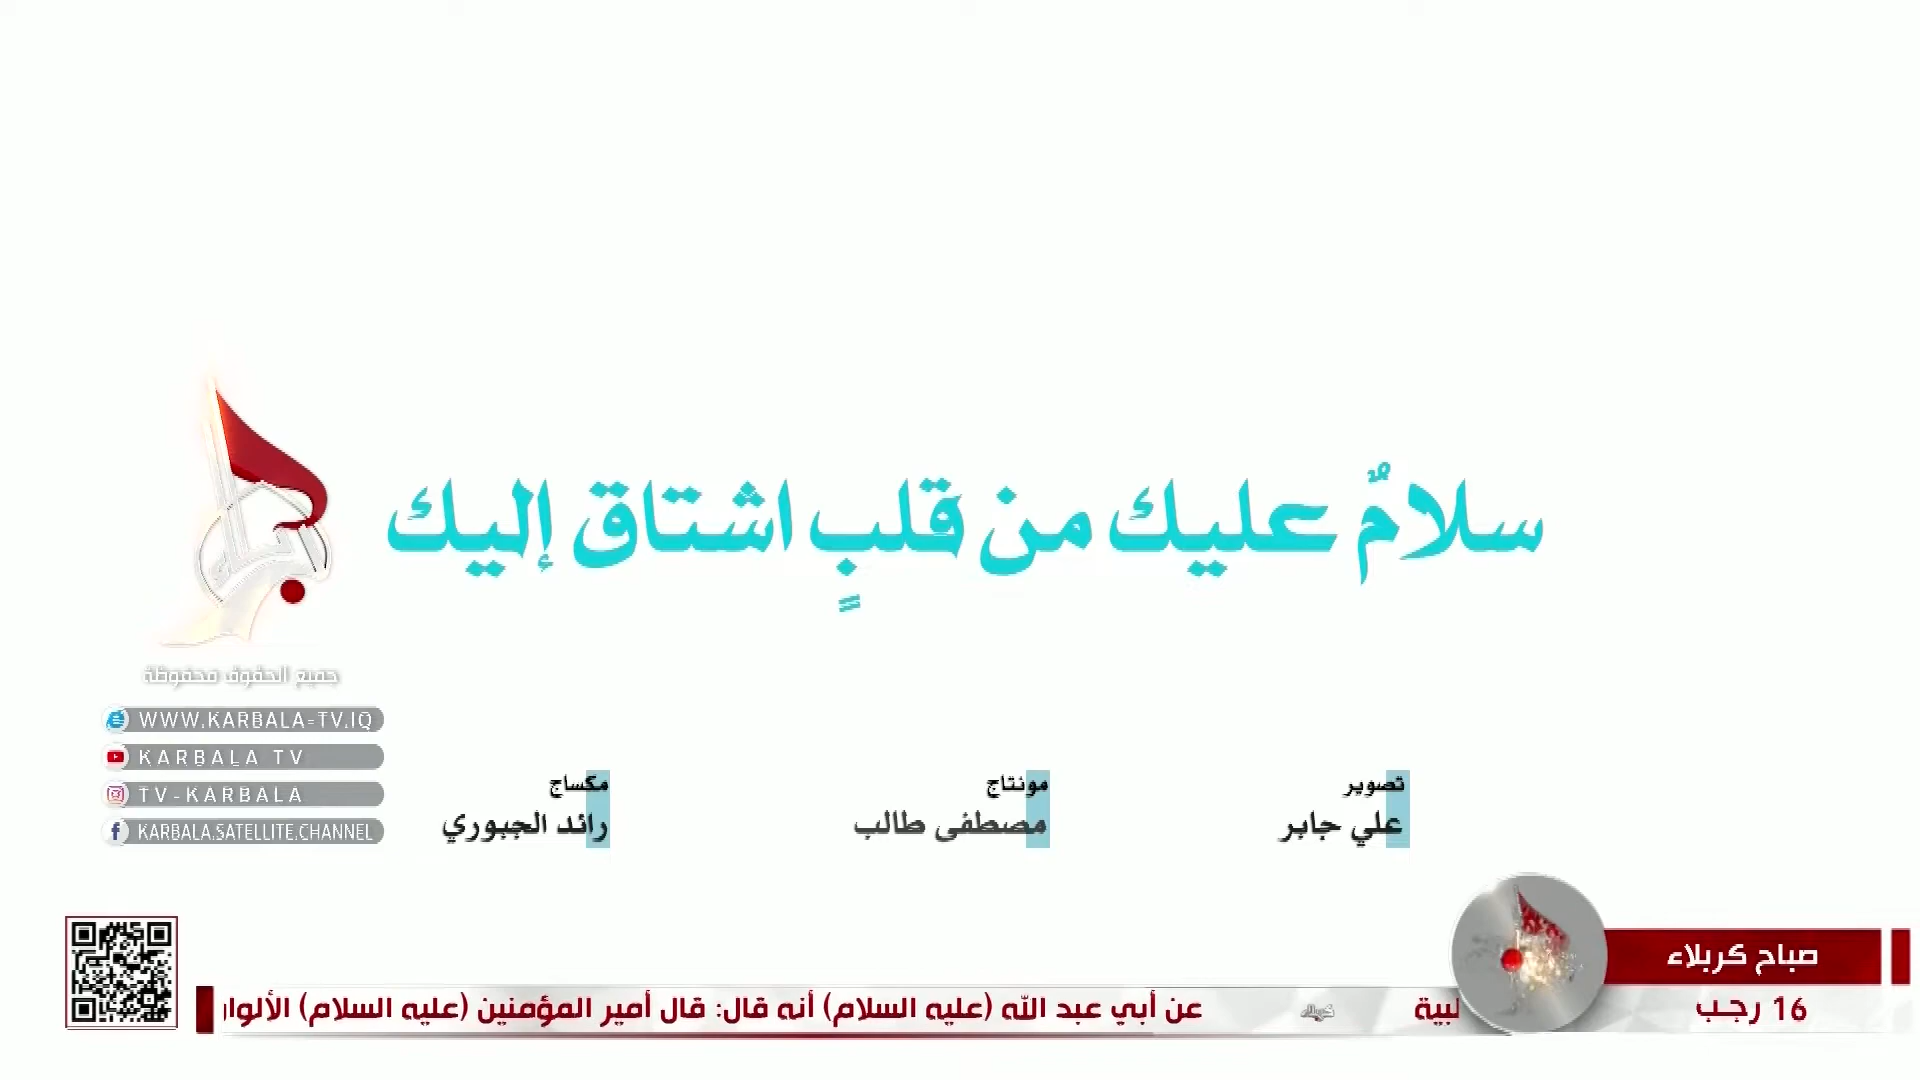 سلامٌ عليك من قلبٍ اشتاق إليك
جميع الحقوق محفوظة
WWW.KARBALA-TV.IQ
KARBALA TV
TV-KARBALA
KARBALA.SATELLITE.CHANNEL
تصوير
علي جابر
مونتاج
مصطفى طالب
مكساج
رائد الجبوري
صباح كربلاء
16 رجب
عن أبي عبد الله (عليه السلام) أنه قال: قال أمير المؤمنين (عليه السلام)